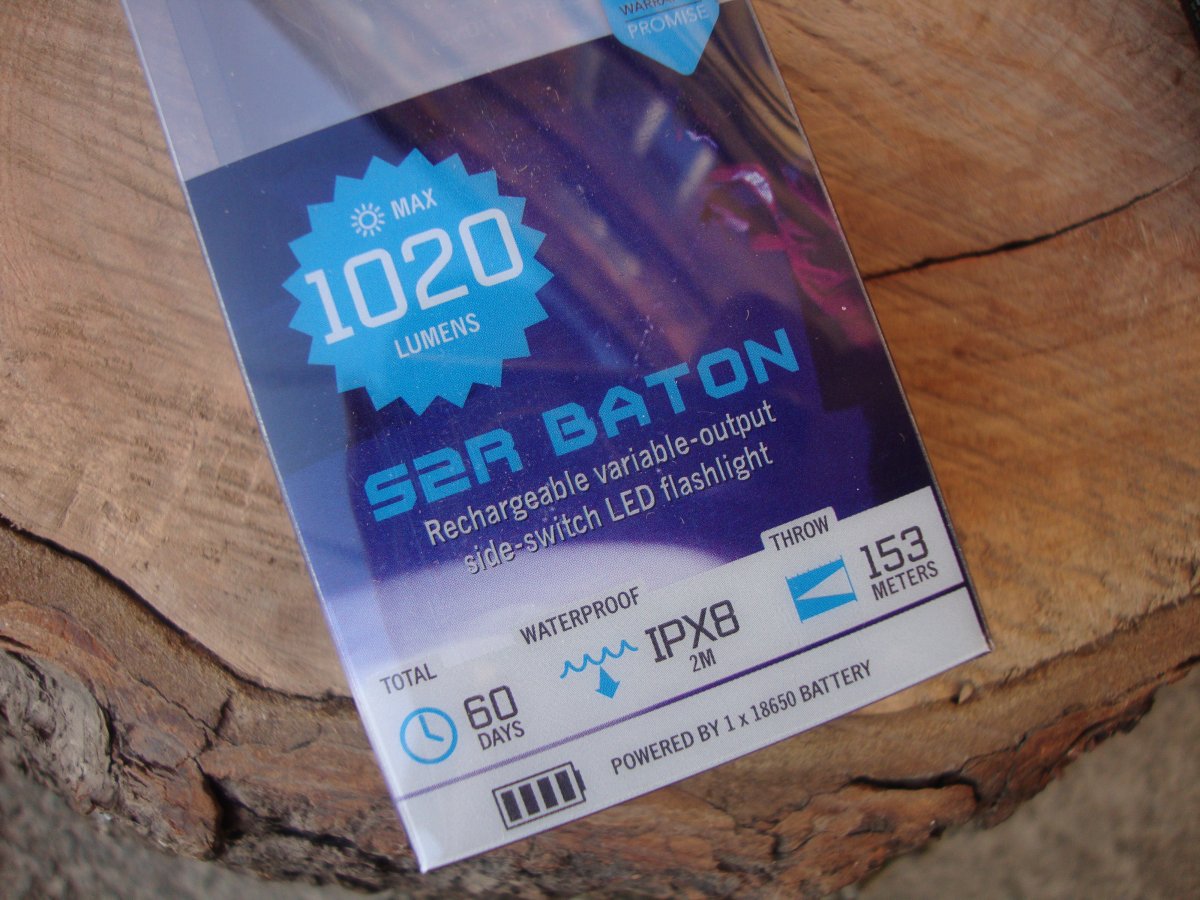 PROMISE
MAX
1020
LUMENS
S2R BATON
Rechargeable variable-output
side-switch LED flashlight
THROW
153
METERS
WATERPROOF
IPX8
2M
TOTAL
60
DAYS
POWERED BY 1 x 18650 BATTERY